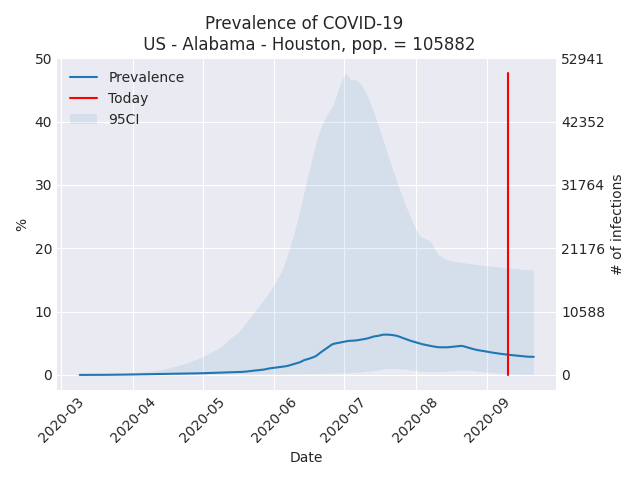 Prevalence of COVID-19
US - Alabama - Houston, pop. = 105882
Prevalence
Today
95CI
%
50
40
30
20
10
0
52941
42352
31764
21176
10588
0
# of infections
2020-03
2020-04
2020-05
2020-06
2020-07
2020-08
2020-09
Date